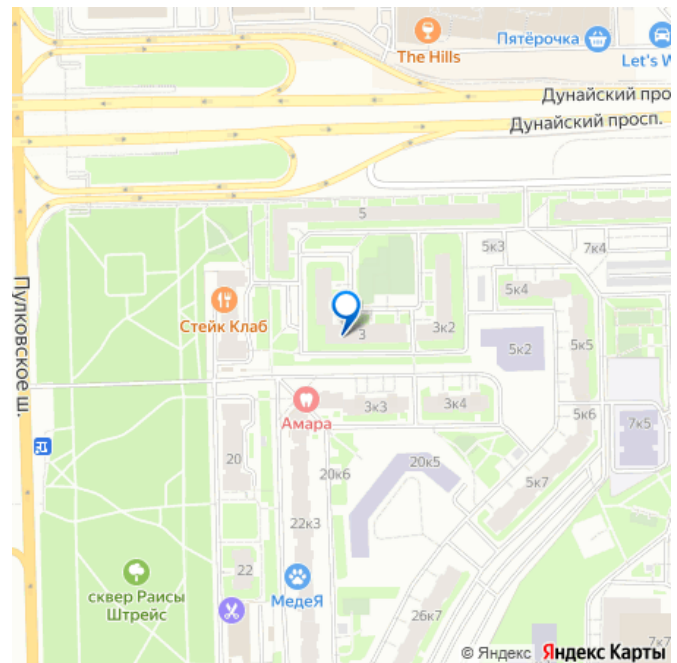 Пятёрочка
The Hills
Let's W
Дунайский про
Дунайский просп.
5
5к3
7к4
5к4
Пулковское ш.
Стейк Клаб
3
3к2
5к2
5к5
Амара
3к3
3к4
5к6
7к5
20
20к6
20к5
5к7
22к3
22
сквер Раисы
Штрейс
МедеЯ
26к7
7к7
© Яндекс Яндекс Карты